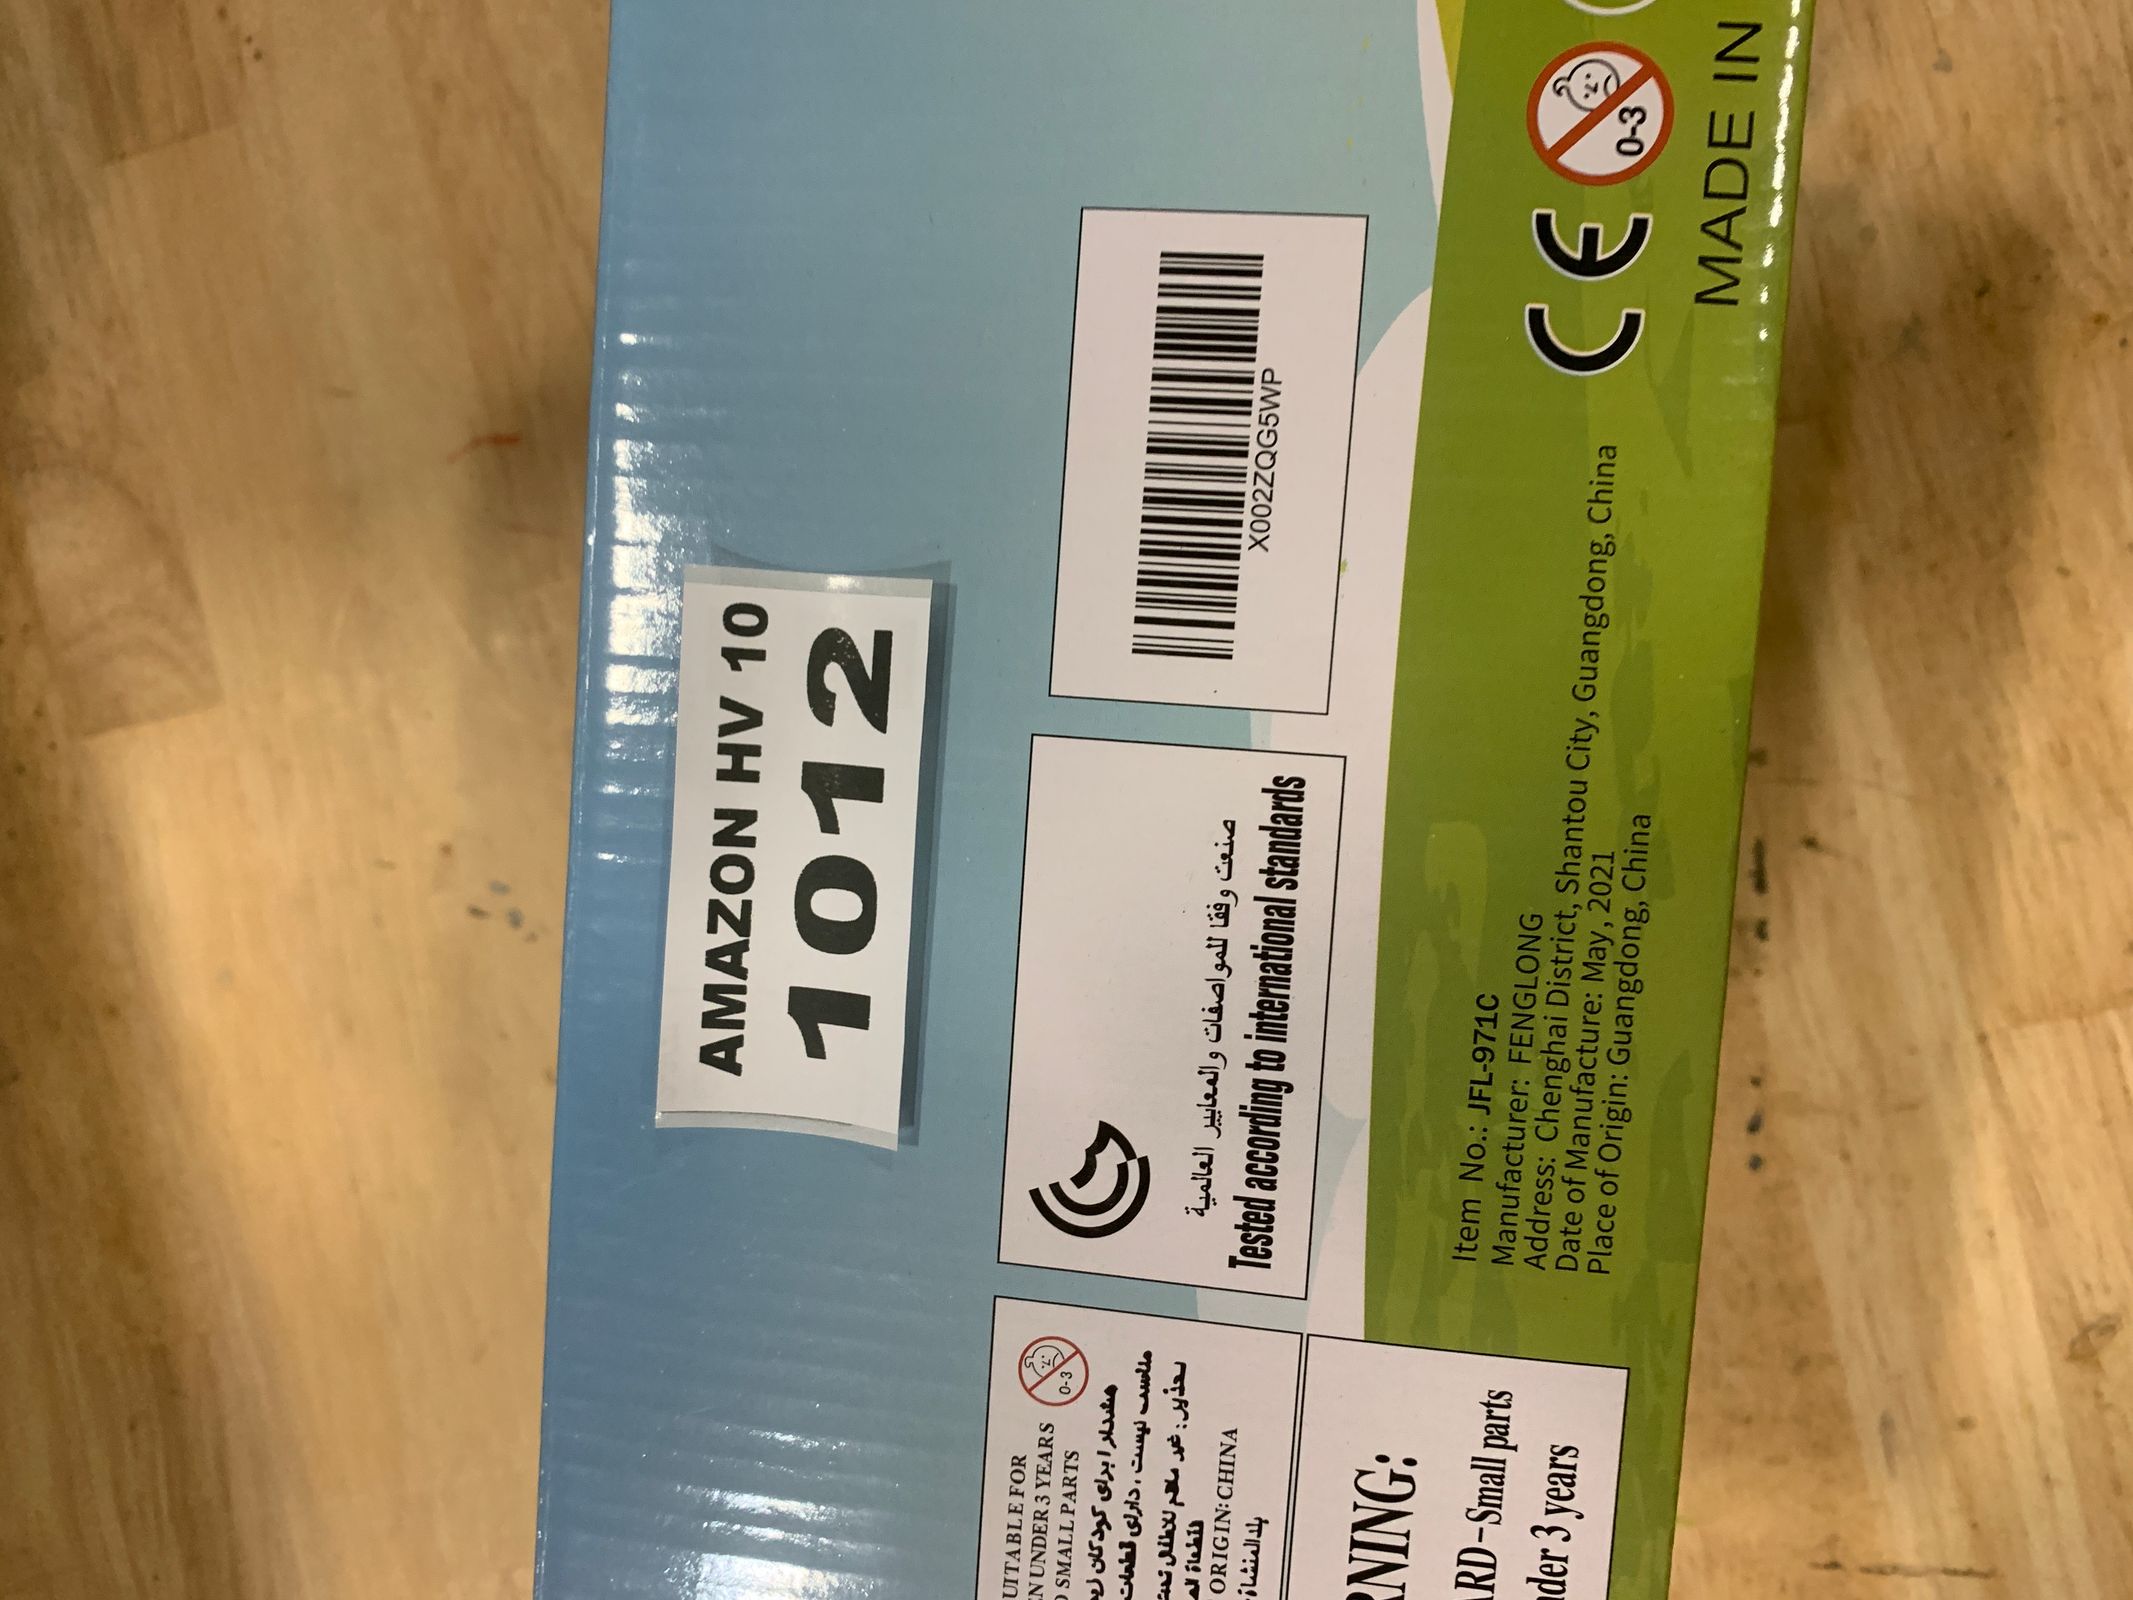 AMAZON HV 10
1012
UITABLE FOR
N UNDER 3 YEARS
SMALL PARTS
0-3
ORIGIN: CHINA
صنعت وفقا للمواصفات والمعايير العالمية
Tested according to international standards
X002ZQG5WP
RNING:
ARD-Small parts
nder 3 years
Item No.: JFL-971C
Manufacturer: FENGLONG
Address: Chenghai District, Shantou City, Guangdong, China
Date of Manufacture: May, 2021
Place of Origin: Guangdong, China
CE
0-3
MADE IN